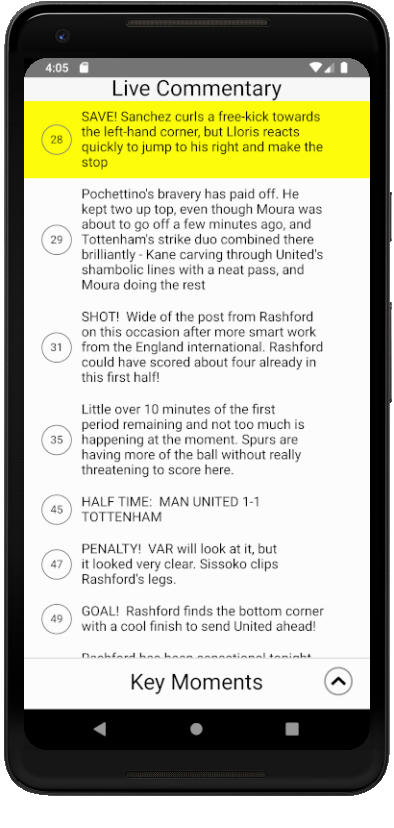 4:05
Live Commentary
28
SAVE! Sanchez curls a free-kick towards
the left-hand corner, but Lloris reacts
quickly to jump to his right and make the
stop
29
Pochettino's bravery has paid off. He
kept two up top, even though Moura was
about to go off a few minutes ago, and
Tottenham's strike duo combined there
brilliantly - Kane carving through United's
shambolic lines with a neat pass, and
Moura doing the rest
31
SHOT!  Wide of the post from Rashford
on this occasion after more smart work
from the England international. Rashford
could have scored about four already in
this first half!
35
Little over 10 minutes of the first
period remaining and not too much is
happening at the moment. Spurs are
having more of the ball without really
threatening to score here.
45
HALF TIME:  MAN UNITED 1-1
TOTTENHAM
47
PENALTY!  VAR will look at it, but
it looked very clear. Sissoko clips
Rashford's legs.
49
GOAL!  Rashford finds the bottom corner
with a cool finish to send United ahead!
Rashford has been sensational tonight
Key Moments